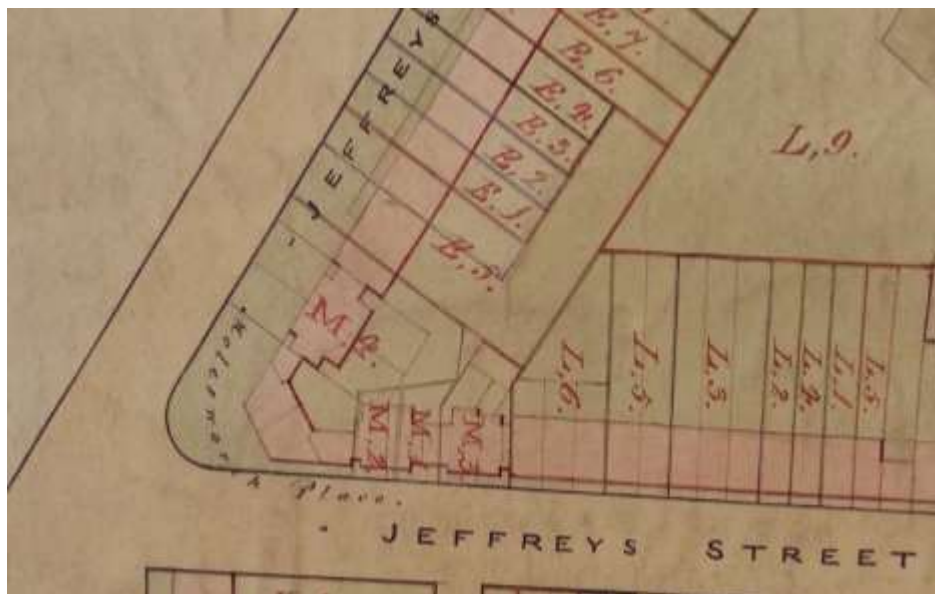 JEFFREYS
E.7.
E.6.
E.4.
E.3.
E.2.
E.1.
E.5.
L,9.
M.4.
M.2.
M.1.
M.3.
L.6.
L.5.
L.3.
L.2.
L.4.
L.1.
L.5.
Place.
JEFFREYS STREET